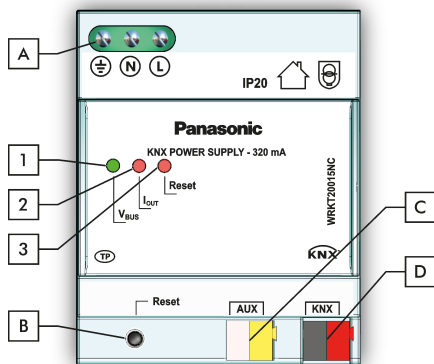 A
N L
IP20
Panasonic
KNX POWER SUPPLY - 320 mA
1
2
3
Reset
IOUT
VBUS
WRKT20015NC
TP
KNX
C
D
Reset
AUX
KNX
B